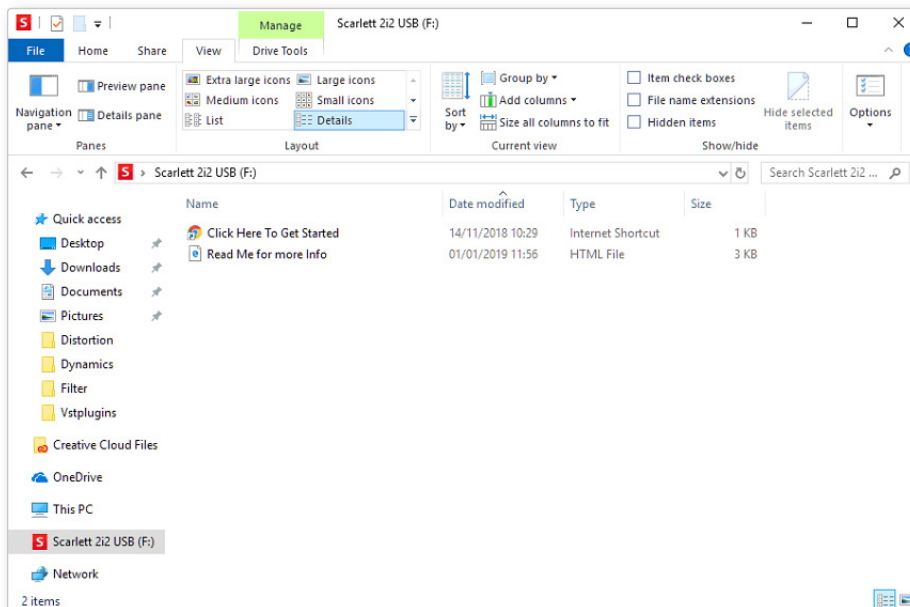 S
Manage
Scarlett 2i2 USB (F:)
File
Home
Share
View
Drive Tools
Navigation pane
Preview pane
Details pane
Panes
Extra large icons
Large icons
Medium icons
Small icons
List
Details
Layout
Sort by
Group by
Add columns
Size all columns to fit
Current view
Item check boxes
File name extensions
Hidden items
Hide selected items
Show/hide
Options
S
Scarlett 2i2 USB (F:)
Search Scarlett 2i2 ...
Name
Date modified
Type
Size
Click Here To Get Started
14/11/2018 10:29
Internet Shortcut
1 KB
Read Me for more Info
01/01/2019 11:56
HTML File
3 KB
Quick access
Desktop
Downloads
Documents
Pictures
Distortion
Dynamics
Filter
Vstplugins
Creative Cloud Files
OneDrive
This PC
S
Scarlett 2i2 USB (F:)
Network
2 items